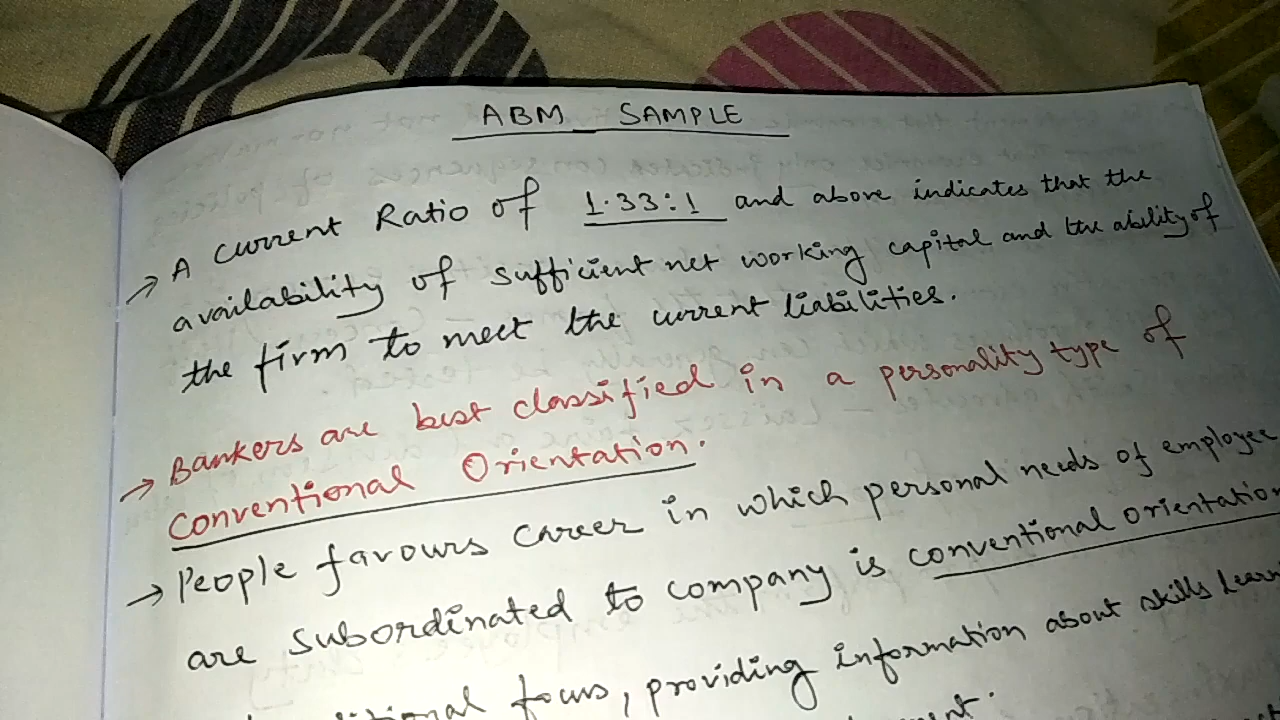 ABM SAMPLE
→ A current Ratio of 1.33:1 and above indicates that the
availability of sufficient net working capital and the ability of
the firm to meet the current liabilities.
→ Bankers are best classified in a personality type of
Conventional Orientation.
→ People favours career in which personal needs of employee
are subordinated to company is conventional orientation
focus, providing information about skills learn